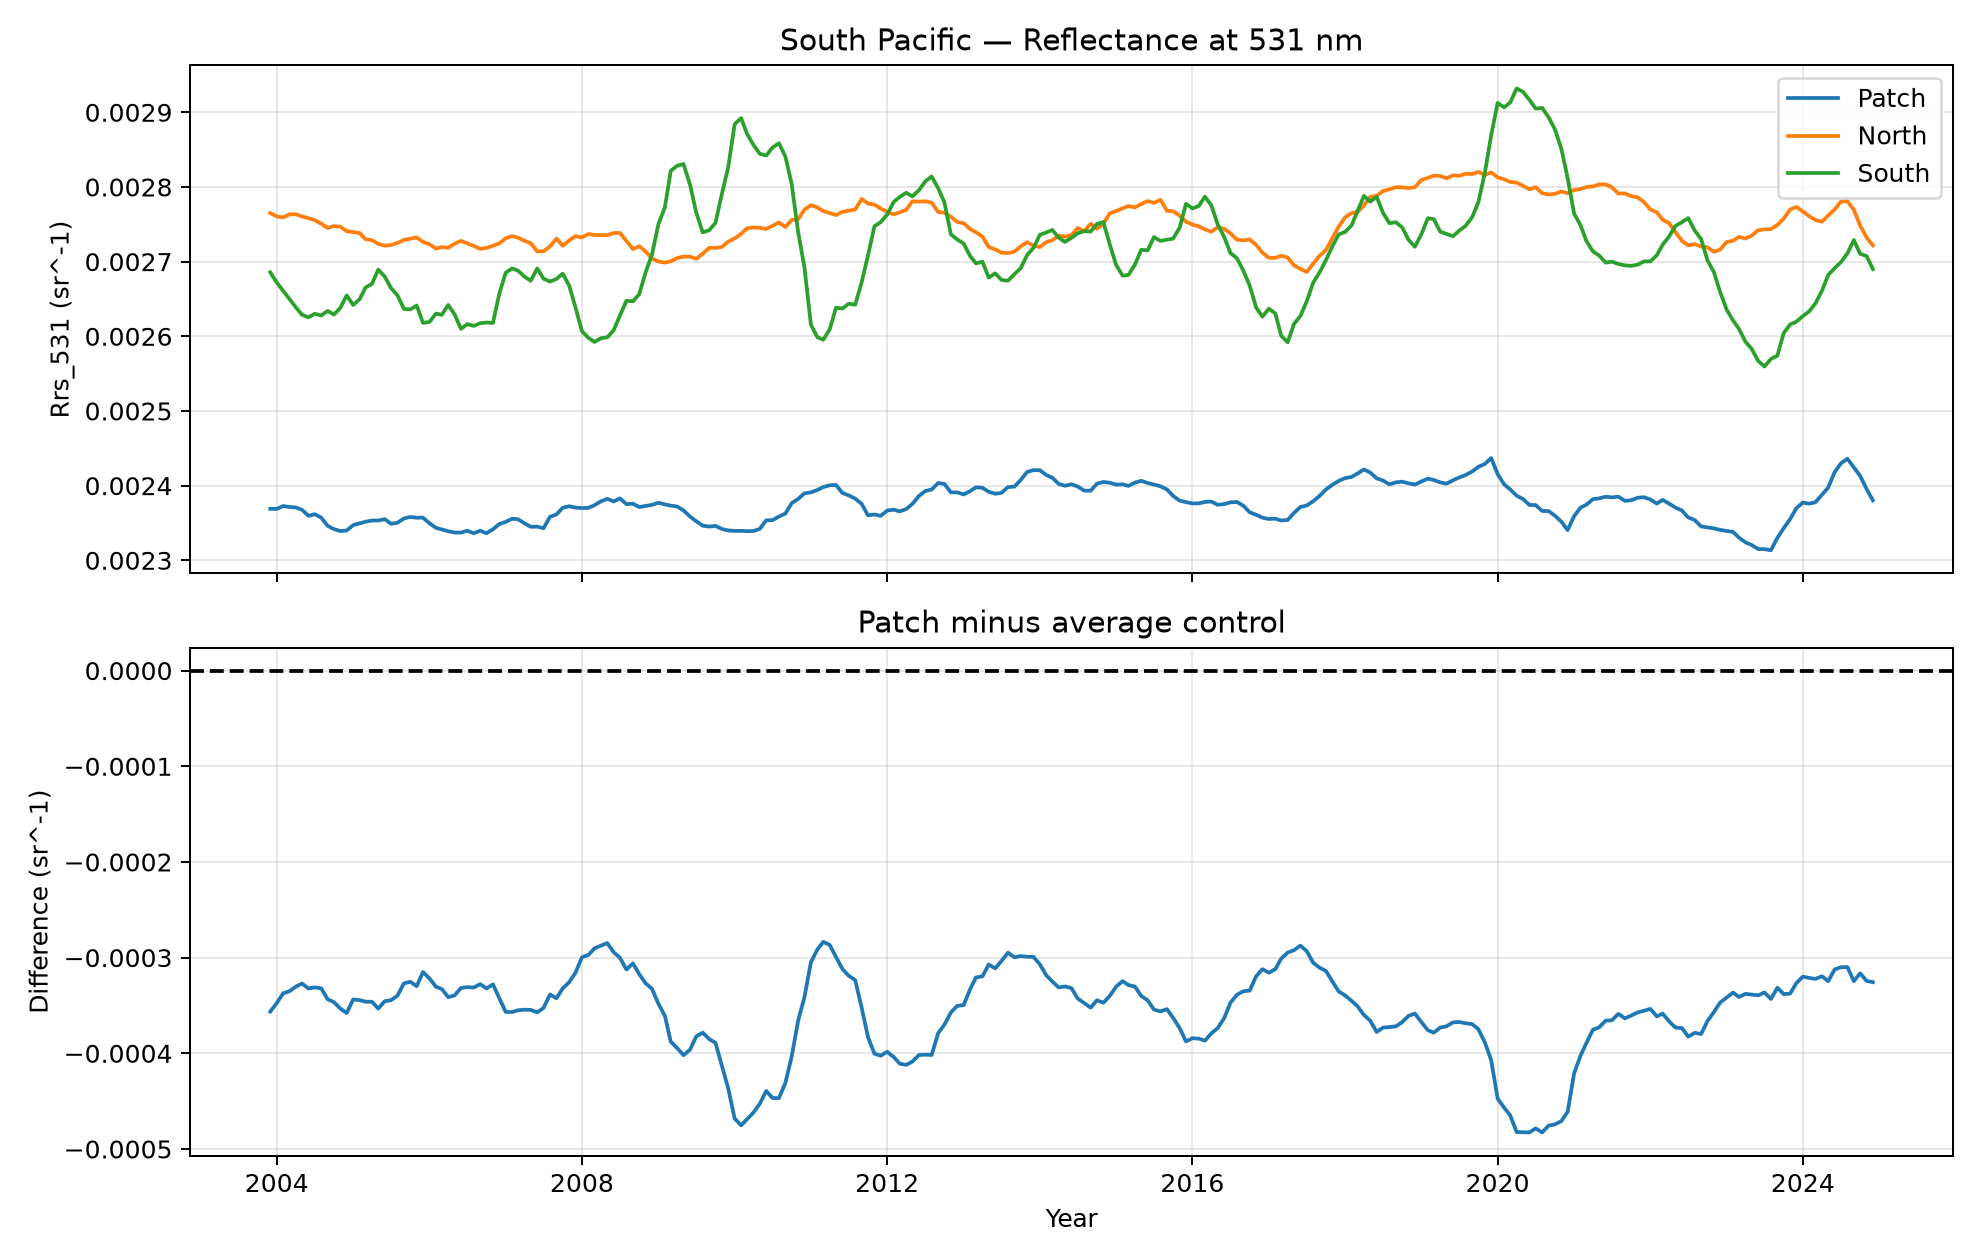 South Pacific — Reflectance at 531 nm
Rrs_531 (sr^-1)
0.0029
0.0028
0.0027
0.0026
0.0025
0.0024
0.0023
Patch
North
South
Patch minus average control
Difference (sr^-1)
0.0000
−0.0001
−0.0002
−0.0003
−0.0004
−0.0005
2004 2008 2012 2016 2020 2024
Year